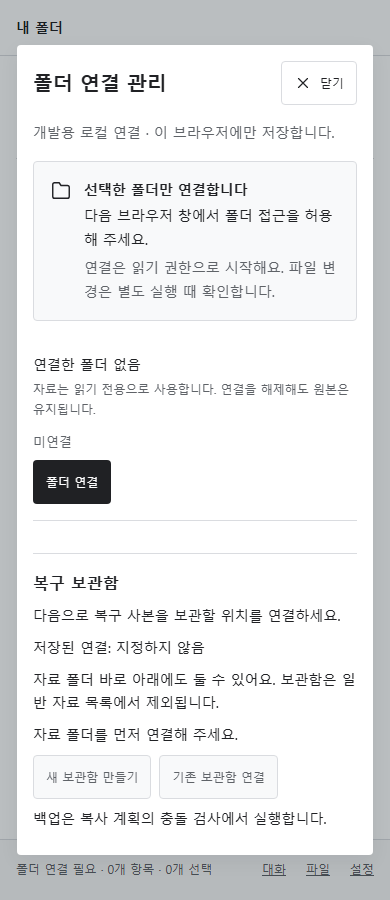 내 폴더
폴더 연결 관리
닫기
개발용 로컬 연결 · 이 브라우저에만 저장합니다.
선택한 폴더만 연결합니다
다음 브라우저 창에서 폴더 접근을 허용
해 주세요.
연결은 읽기 권한으로 시작해요. 파일 변
경은 별도 실행 때 확인합니다.
연결한 폴더 없음
자료는 읽기 전용으로 사용합니다. 연결을 해제해도 원본은
유지됩니다.
미연결
폴더 연결
복구 보관함
다음으로 복구 사본을 보관할 위치를 연결하세요.
저장된 연결: 지정하지 않음
자료 폴더 바로 아래에도 둘 수 있어요. 보관함은 일
반 자료 목록에서 제외됩니다.
자료 폴더를 먼저 연결해 주세요.
새 보관함 만들기
기존 보관함 연결
백업은 복사 계획의 충돌 검사에서 실행합니다.
폴더 연결 필요 · 0개 항목 · 0개 선택
대화
파일
설정